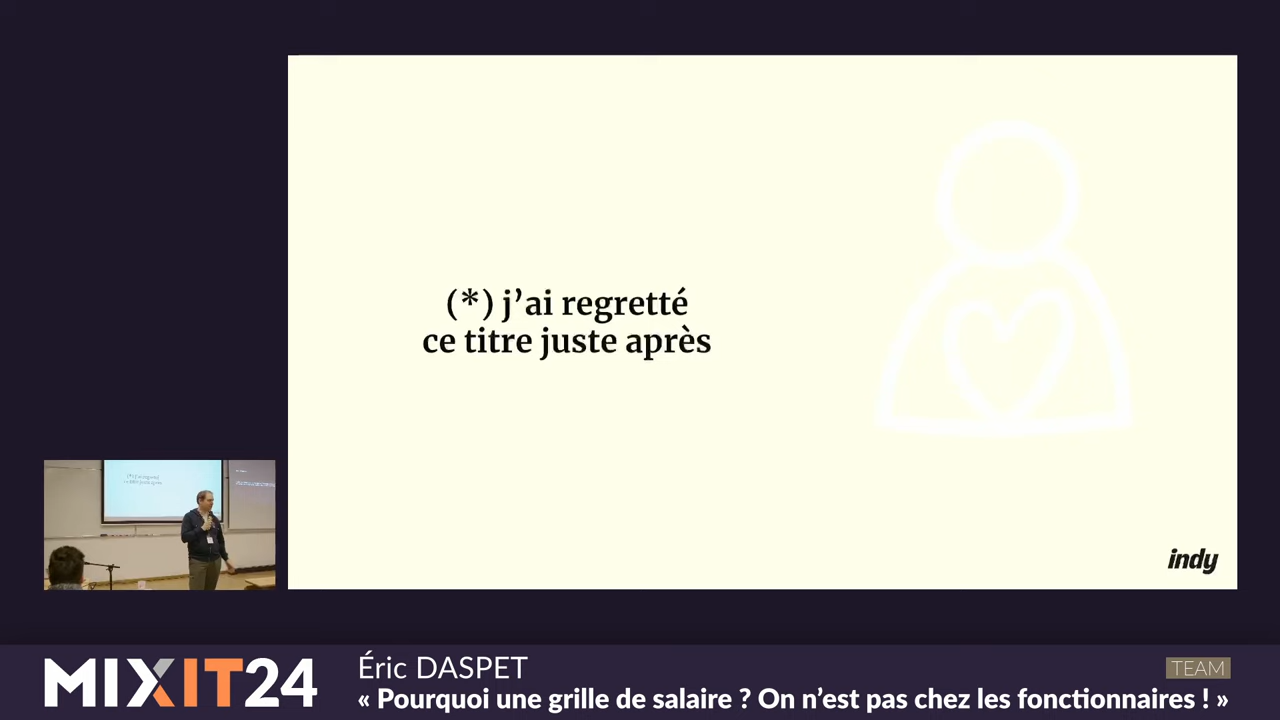 (*) j’ai regretté
ce titre juste après
indy
MIXIT24
Éric DASPET
TEAM
« Pourquoi une grille de salaire ? On n’est pas chez les fonctionnaires ! »